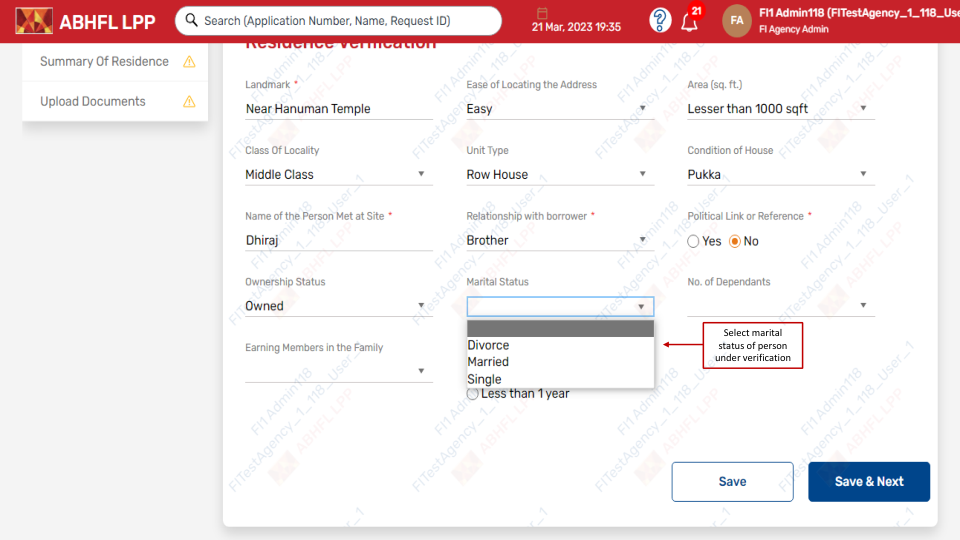 ABHFL LPP
Search (Application Number, Name, Request ID)
21 Mar, 2023 19:35
?
21
FA
FI1 Admin118 (FITestAgency_1_118_Use
FI Agency Admin
Residence Verification
Summary Of Residence
Upload Documents
Landmark *
Ease of Locating the Address
Area (sq. ft.)
Near Hanuman Temple
Easy
Lesser than 1000 sqft
Class Of Locality
Unit Type
Condition of House
Middle Class
Row House
Pukka
Name of the Person Met at Site *
Relationship with borrower *
Political Link or Reference *
Dhiraj
Brother
Yes No
Ownership Status
Marital Status
No. of Dependants
Owned
Earning Members in the Family
Divorce
Married
Single
Less than 1 year
Select marital
status of person
under verification
Save
Save & Next
FI1 Admin118
FITestAgency_1_118_User_1
ABHFL LPP